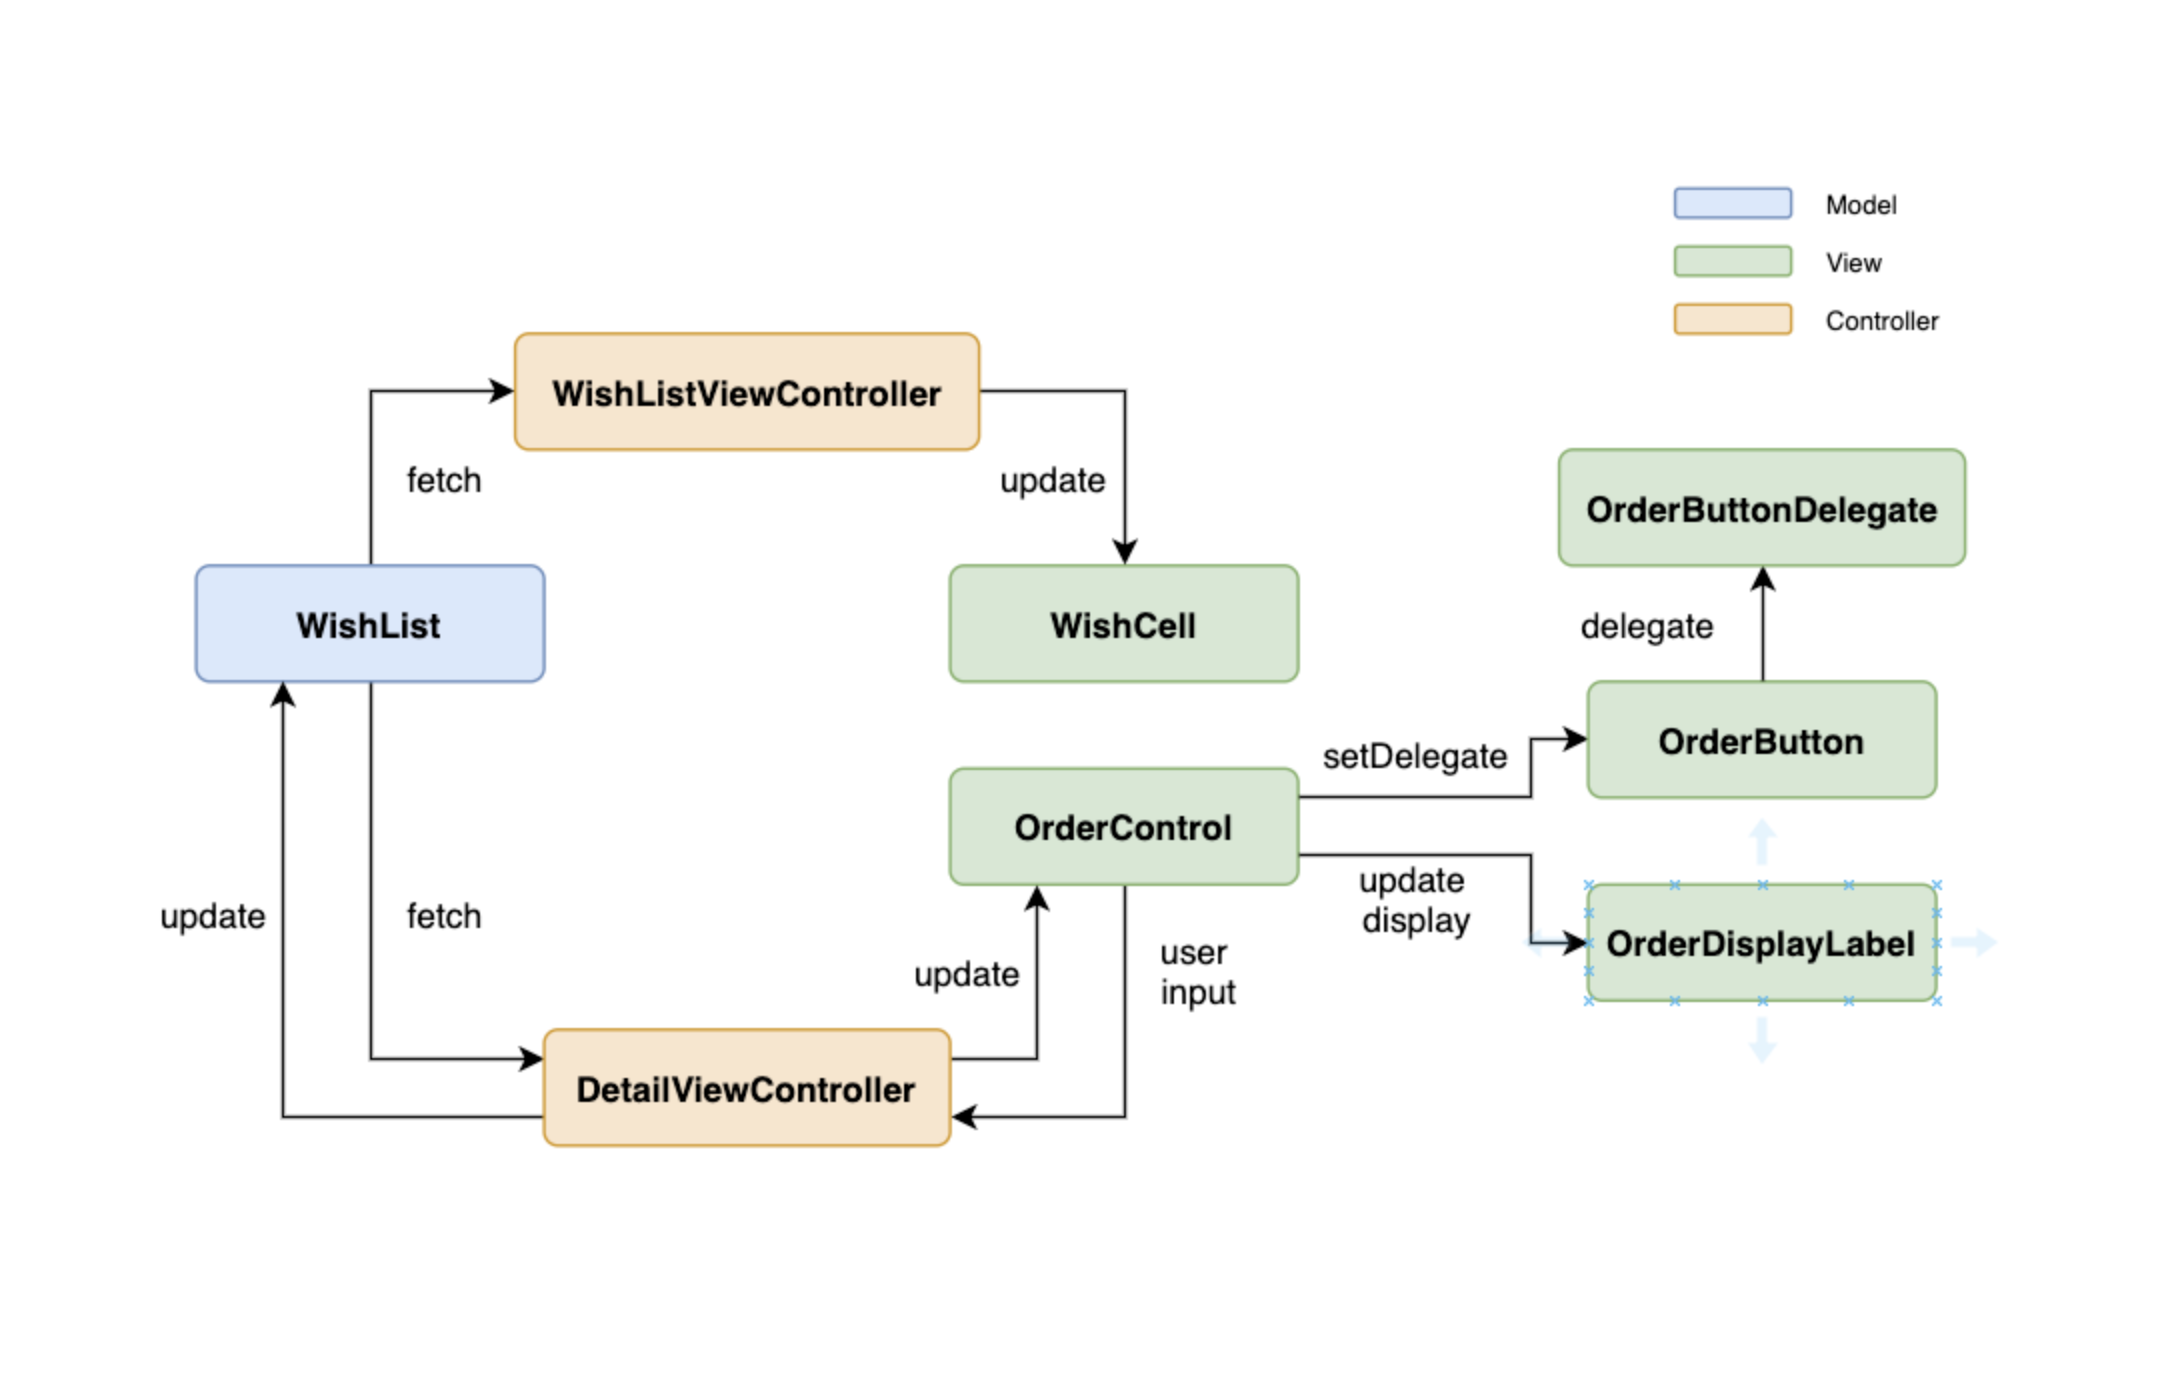 Model
View
Controller
WishListViewController
fetch
update
OrderButtonDelegate
WishList
WishCell
delegate
setDelegate
OrderButton
OrderControl
update
display
OrderDisplayLabel
update
fetch
update
user
input
DetailViewController